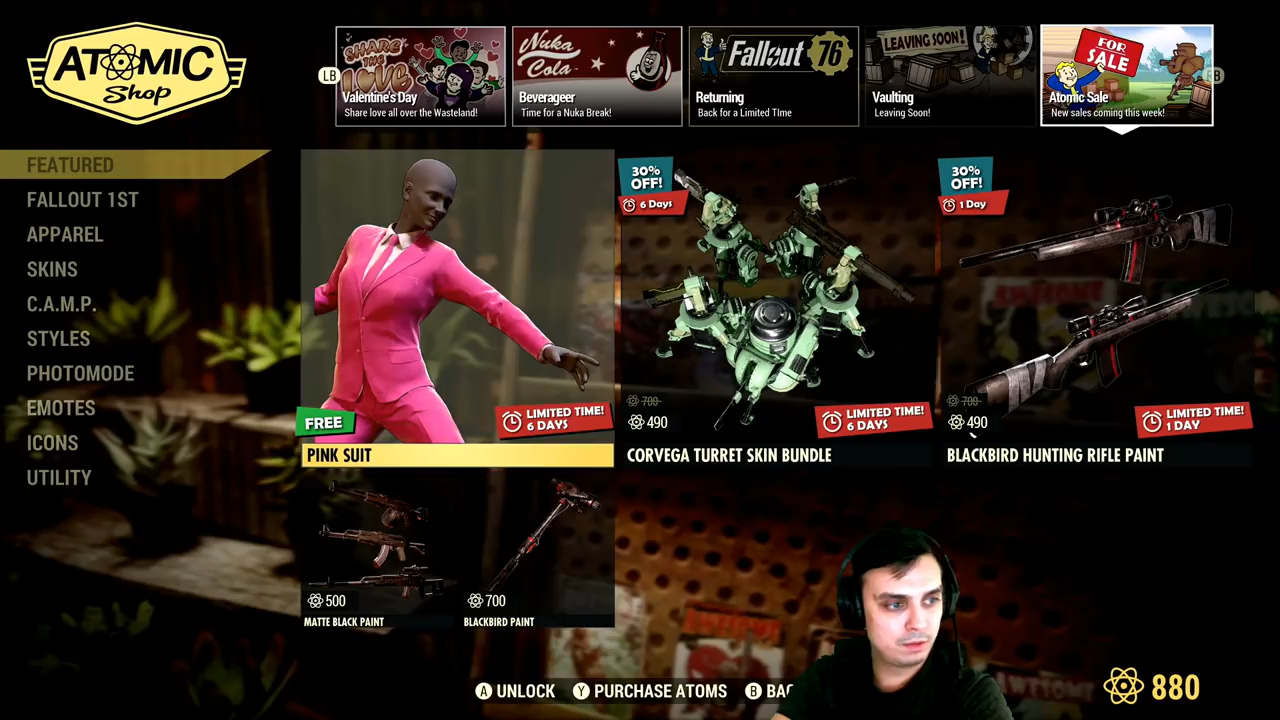 ATOMIC
Shop
LB
SHARE
THE
LOVE
Valentine's Day
Share love all over the Wasteland!
Nuka
Cola
Beverageer
Time for a Nuka Break!
Fallout 76
Returning
Back for a Limited TIme
LEAVING SOON!
Vaulting
Leaving Soon!
FOR
SALE
Atomic Sale
New sales coming this week!
FEATURED
FALLOUT 1ST
APPAREL
SKINS
C.A.M.P.
STYLES
PHOTOMODE
EMOTES
ICONS
UTILITY
FREE
LIMITED TIME!
6 DAYS
PINK SUIT
30%
OFF!
6 Days
700
490
LIMITED TIME!
6 DAYS
CORVEGA TURRET SKIN BUNDLE
30%
OFF!
1 Day
700
490
LIMITED TIME!
1 DAY
BLACKBIRD HUNTING RIFLE PAINT
500
MATTE BLACK PAINT
700
BLACKBIRD PAINT
A UNLOCK
Y PURCHASE ATOMS
B BAC
880